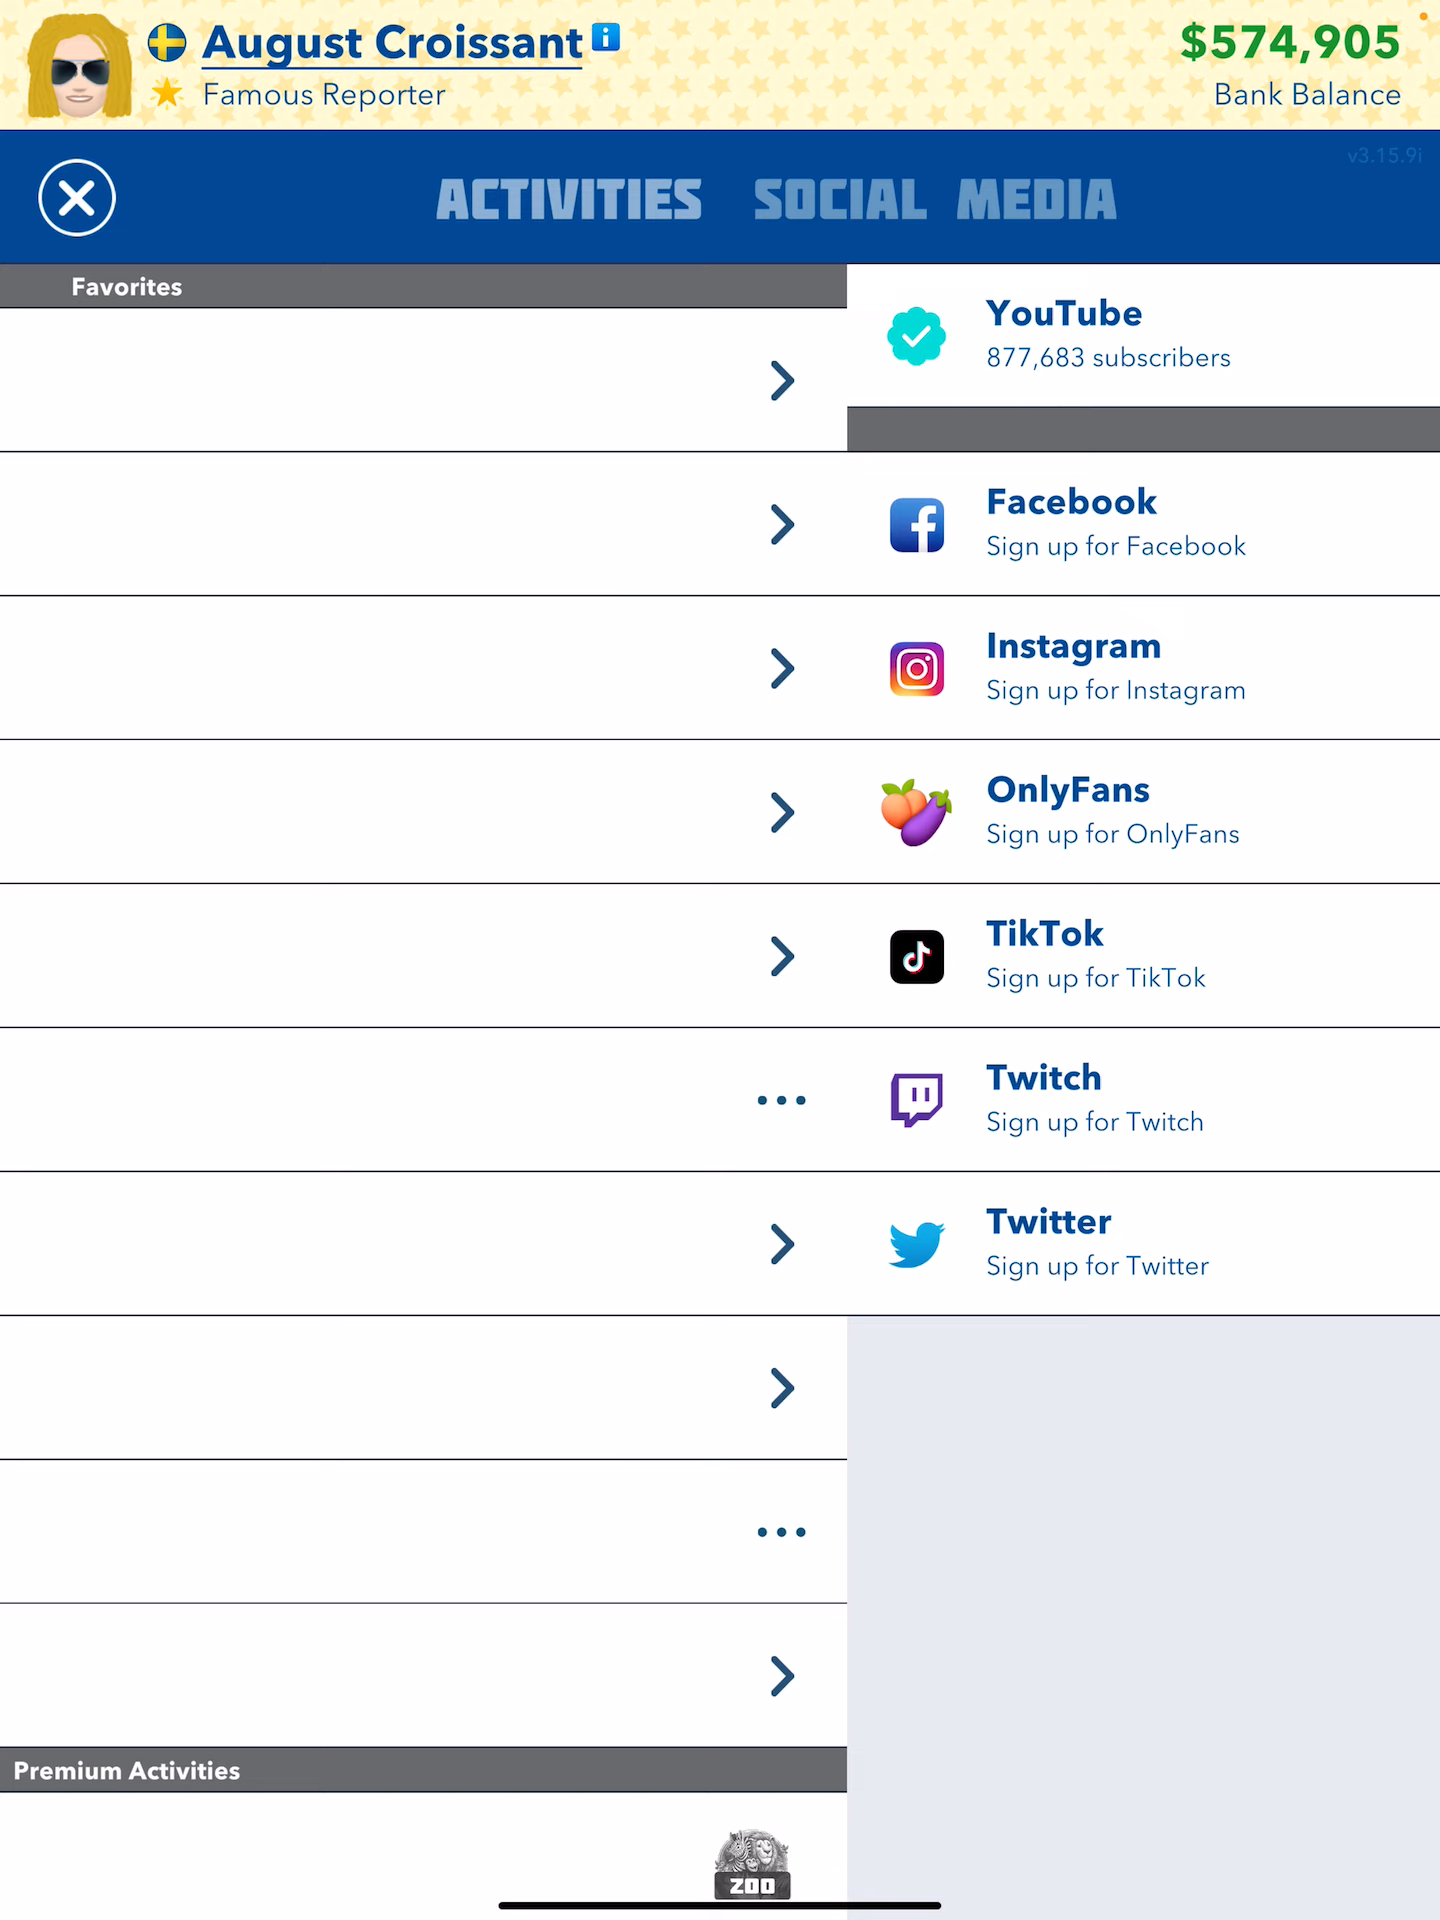 August Croissant i
Famous Reporter
$574,905
Bank Balance
v3.15.9i
ACTIVITIES SOCIAL MEDIA
Favorites
YouTube
877,683 subscribers
Facebook
Sign up for Facebook
Instagram
Sign up for Instagram
OnlyFans
Sign up for OnlyFans
TikTok
Sign up for TikTok
Twitch
Sign up for Twitch
Twitter
Sign up for Twitter
Premium Activities
ZOO